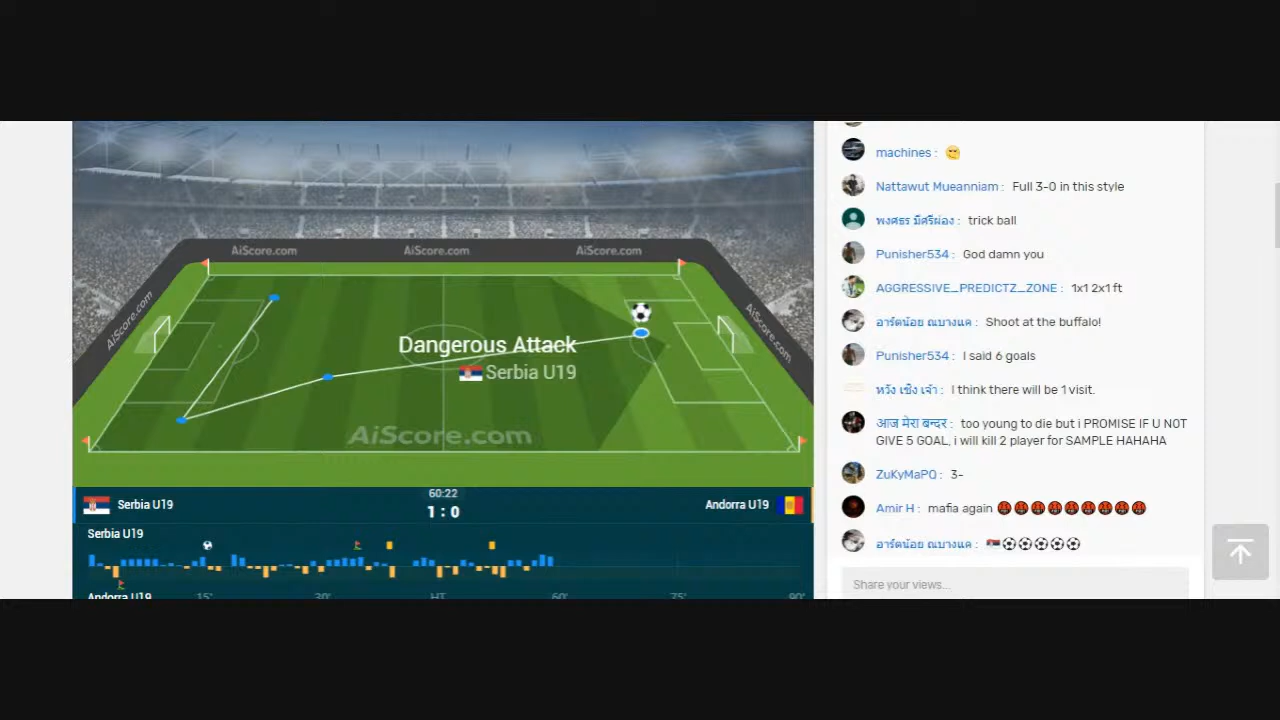 AiScore.com AiScore.com AiScore.com
AiScore.com
AiScore.com
Dangerous Attack
Serbia U19
AiScore.com
60:22
Serbia U19
1 : 0
Andorra U19
Serbia U19
Andorra U19
15' 30' HT 60' 75' 90'
machines :
Nattawut Mueanniam : Full 3-0 in this style
พงศธร มีศรีผ่อง : trick ball
Punisher534 : God damn you
AGGRESSIVE_PREDICTZ_ZONE : 1x1 2x1 ft
อาร์ตน้อย ณบางแค : Shoot at the buffalo!
Punisher534 : I said 6 goals
หวัง เชิง เจ๋า : I think there will be 1 visit.
आज मेरा बन्दर : too young to die but i PROMISE IF U NOT
GIVE 5 GOAL, i will kill 2 player for SAMPLE HAHAHA
ZuKyMaPQ : 3-
Amir H : mafia again
อาร์ตน้อย ณบางแค : 🇷🇸⚽⚽⚽⚽⚽
Share your views...